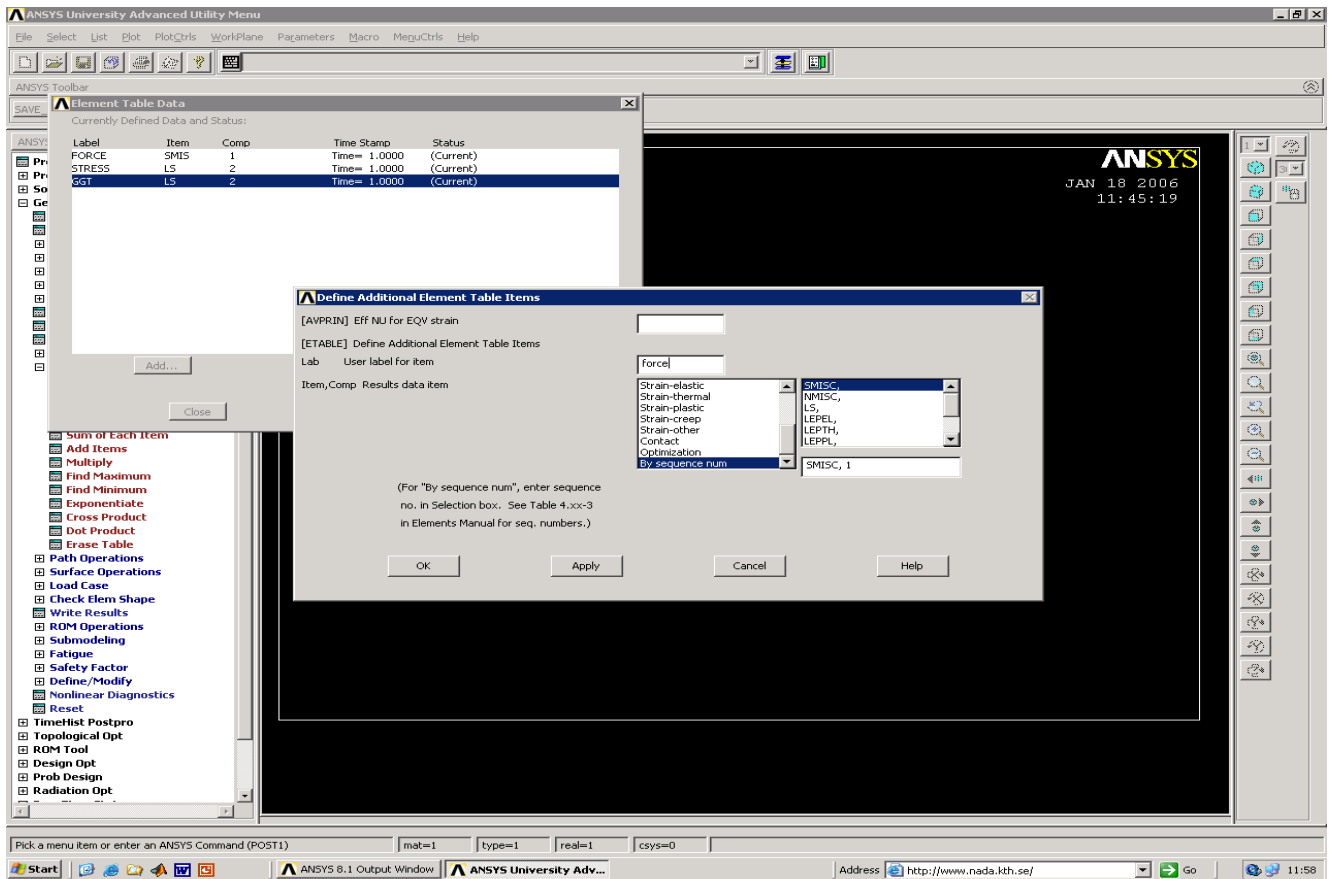 ANSYS University Advanced Utility Menu
File Select List Plot PlotCtrls WorkPlane Parameters Macro MenuCtrls Help
ANSYS Toolbar
SAVE_
Element Table Data
Currently Defined Data and Status:
Label Item Comp Time Stamp Status
FORCE SMIS 1 Time= 1.0000 (Current)
STRESS LS 2 Time= 1.0000 (Current)
GGT LS 2 Time= 1.0000 (Current)
Add...
Close
ANSYS
JAN 18 2006
11:45:19
1
Define Additional Element Table Items
[AVPRIN] Eff NU for EQV strain
[ETABLE] Define Additional Element Table Items
Lab User label for item force
Item,Comp Results data item
Strain-elastic
Strain-thermal
Strain-plastic
Strain-creep
Strain-other
Contact
Optimization
By sequence num
SMISC,
NMISC,
LS,
LEPEL,
LEPTH,
LEPPL,
SMISC, 1
(For "By sequence num", enter sequence
no. in Selection box. See Table 4.xx-3
in Elements Manual for seq. numbers.)
OK Apply Cancel Help
ANSYS
Pr
Pr
So
Ge
Sum of Each Item
Add Items
Multiply
Find Maximum
Find Minimum
Exponentiate
Cross Product
Dot Product
Erase Table
Path Operations
Surface Operations
Load Case
Check Elem Shape
Write Results
ROM Operations
Submodeling
Fatigue
Safety Factor
Define/Modify
Nonlinear Diagnostics
Reset
TimeHist Postpro
Topological Opt
ROM Tool
Design Opt
Prob Design
Radiation Opt
Pick a menu item or enter an ANSYS Command (POST1) mat=1 type=1 real=1 csys=0
Start ANSYS 8.1 Output Window ANSYS University Adv... Address http://www.nada.kth.se/ Go 11:58